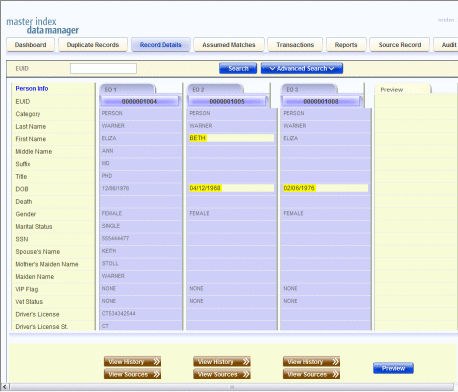 master index
data manager
Dashboard Duplicate Records Record Details Assumed Matches Transactions Reports Source Record Audit
EUID Search Advanced Search
Person Info EO 1 EO 2 EO 3 Preview
EUID 0000001004 0000001005 0000001008
Category PERSON PERSON PERSON
Last Name WARNER WARNER WARNER
First Name ELIZA BETH ELIZA
Middle Name ANN
Suffix MD
Title PHD
DOB 12/06/1976 04/12/1968 02/06/1976
Death
Gender FEMALE FEMALE FEMALE
Marital Status SINGLE
SSN 555444477
Spouse's Name KEITH
Mother's Maiden Name STOLL
Maiden Name WARNER
VIP Flag NONE NONE NONE
Vet Status NONE NONE NONE
Driver's License CT534342544
Driver's License St. CT
View History View History View History
View Sources View Sources View Sources
Preview